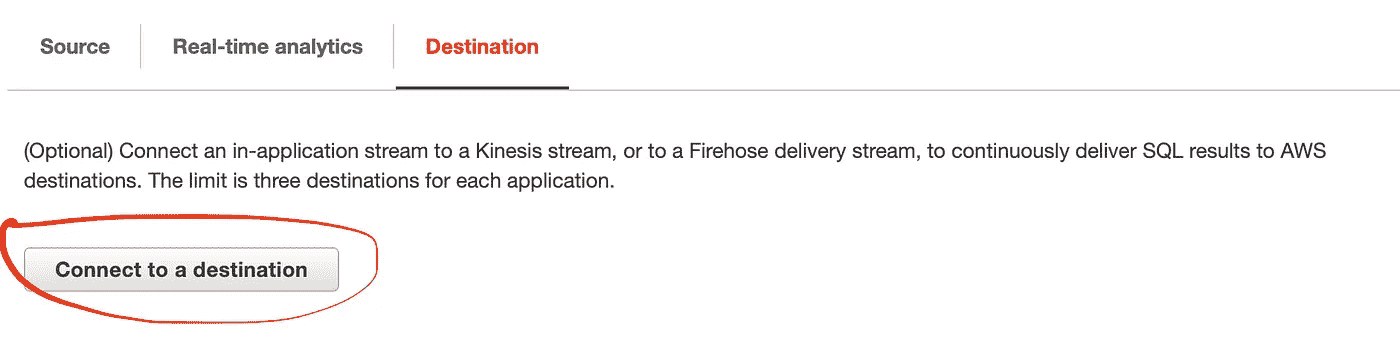 Source Real-time analytics Destination
(Optional) Connect an in-application stream to a Kinesis stream, or to a Firehose delivery stream, to continuously deliver SQL results to AWS
destinations. The limit is three destinations for each application.
Connect to a destination